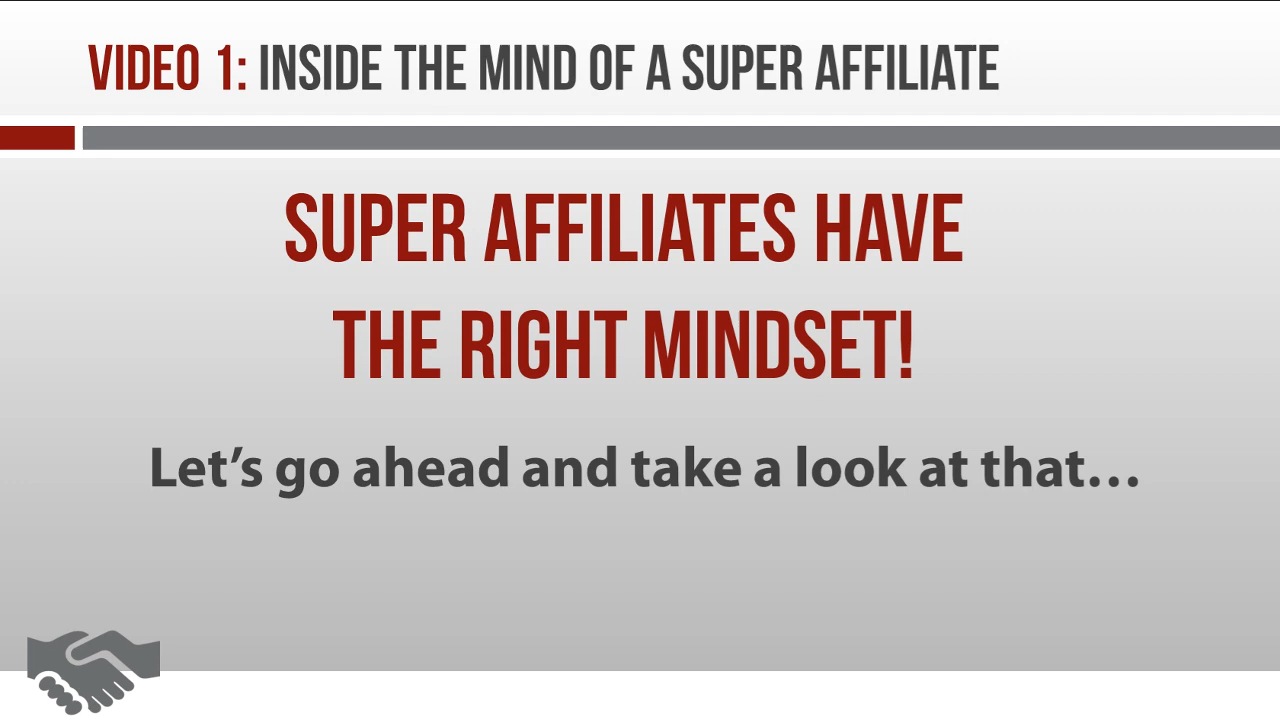 VIDEO 1: INSIDE THE MIND OF A SUPER AFFILIATE
SUPER AFFILIATES HAVE
THE RIGHT MINDSET!
Let’s go ahead and take a look at that…